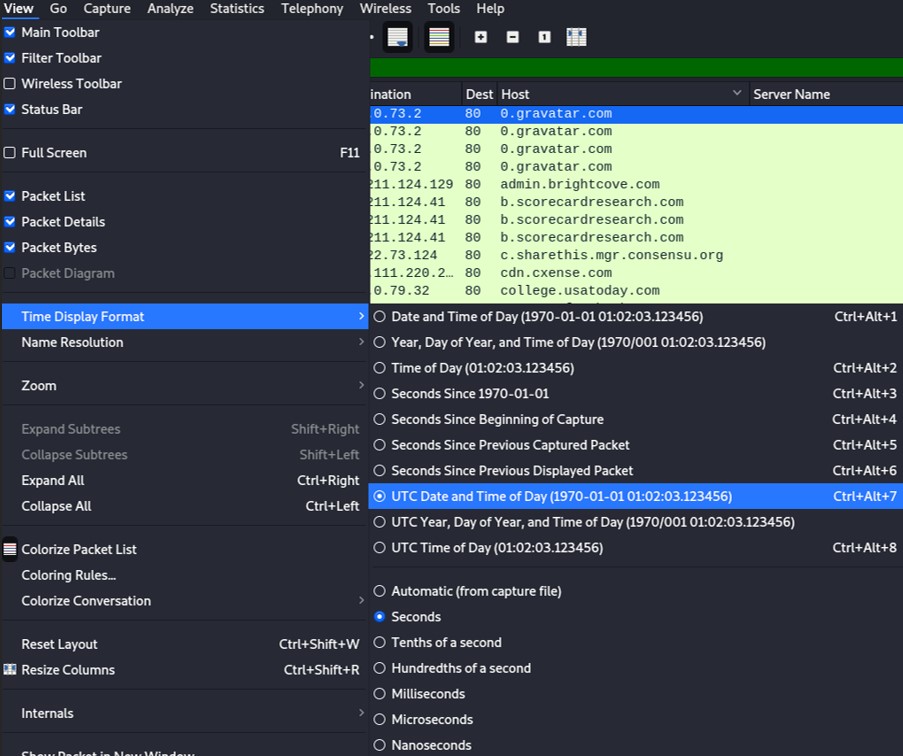 View Go Capture Analyze Statistics Telephony Wireless Tools Help
Main Toolbar
Filter Toolbar
Wireless Toolbar
Status Bar
Full Screen F11
Packet List
Packet Details
Packet Bytes
Packet Diagram
Time Display Format
Name Resolution
Zoom
Expand Subtrees Shift+Right
Collapse Subtrees Shift+Left
Expand All Ctrl+Right
Collapse All Ctrl+Left
Colorize Packet List
Coloring Rules...
Colorize Conversation
Reset Layout Ctrl+Shift+W
Resize Columns Ctrl+Shift+R
Internals
Show Packet in New Window
ination Dest Host Server Name
0.73.2 80 0.gravatar.com
0.73.2 80 0.gravatar.com
0.73.2 80 0.gravatar.com
0.73.2 80 0.gravatar.com
211.124.129 80 admin.brightcove.com
211.124.41 80 b.scorecardresearch.com
211.124.41 80 b.scorecardresearch.com
211.124.41 80 b.scorecardresearch.com
22.73.124 80 c.sharethis.mgr.consensu.org
.111.220.2… 80 cdn.cxense.com
0.79.32 80 college.usatoday.com
Date and Time of Day (1970-01-01 01:02:03.123456) Ctrl+Alt+1
Year, Day of Year, and Time of Day (1970/001 01:02:03.123456)
Time of Day (01:02:03.123456) Ctrl+Alt+2
Seconds Since 1970-01-01 Ctrl+Alt+3
Seconds Since Beginning of Capture Ctrl+Alt+4
Seconds Since Previous Captured Packet Ctrl+Alt+5
Seconds Since Previous Displayed Packet Ctrl+Alt+6
UTC Date and Time of Day (1970-01-01 01:02:03.123456) Ctrl+Alt+7
UTC Year, Day of Year, and Time of Day (1970/001 01:02:03.123456)
UTC Time of Day (01:02:03.123456) Ctrl+Alt+8
Automatic (from capture file)
Seconds
Tenths of a second
Hundredths of a second
Milliseconds
Microseconds
Nanoseconds